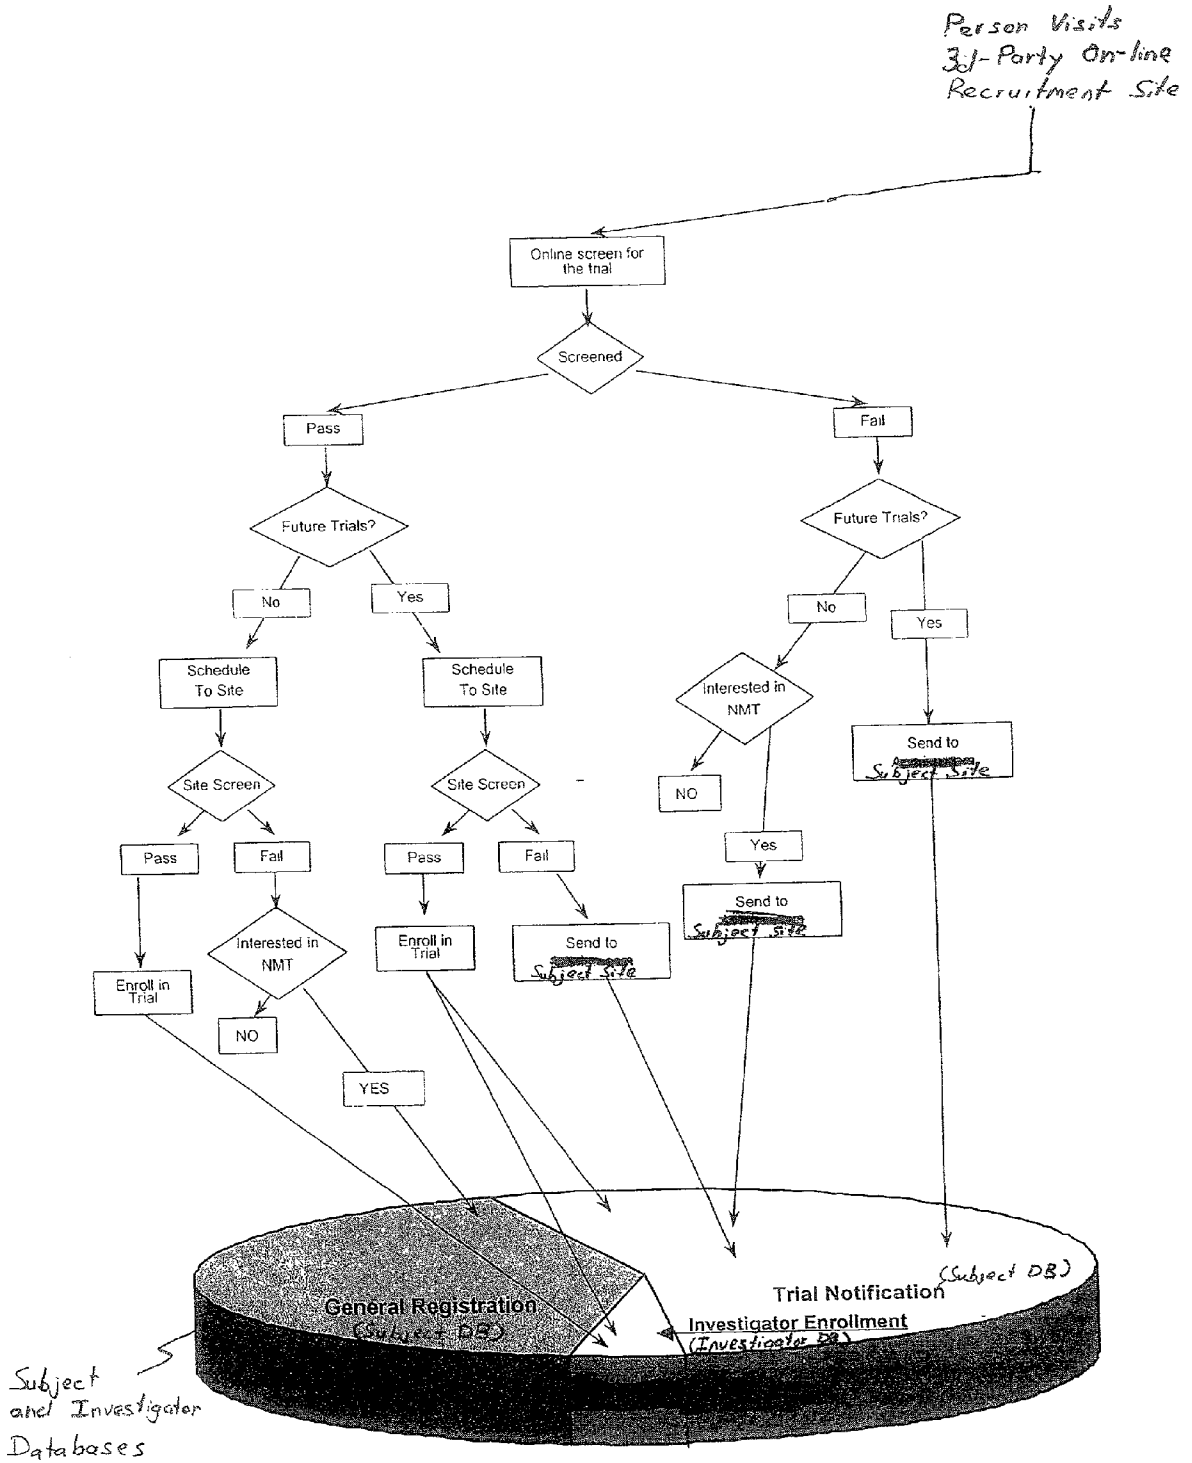 Person Visits
3d-Party On-line
Recruitment Site
Online screen for
the trial
Screened
Pass
Fail
Future Trials?
Future Trials?
No
Yes
No
Yes
Schedule
To Site
Schedule
To Site
Interested in
NMT
Send to
Subject Site
Site Screen
Site Screen
NO
Yes
Pass
Fail
Pass
Fail
Send to
Subject Site
Interested in
NMT
Enroll in
Trial
Send to
Subject Site
Enroll in
Trial
NO
YES
(Subject DB)
Trial Notification
General Registration
(Subject DB)
Investigator Enrollment
(Investigator DB)
Subject
and Investigator
Databases